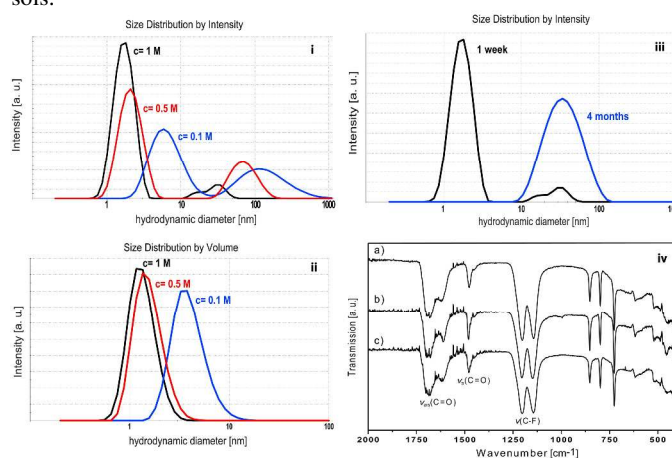 sols.
Size Distribution by Intensity
i
c= 1 M
c= 0.5 M
c= 0.1 M
Intensity [a. u.]
1 10 100 1000
hydrodynamic diameter [nm]
Size Distribution by Intensity
iii
1 week
4 months
Intensity [a. u.]
1 10 100
hydrodynamic diameter [nm]
Size Distribution by Volume
ii
c= 1 M
c= 0.5 M
c= 0.1 M
Intensity [a. u.]
1 10 100
hydrodynamic diameter [nm]
iv
a)
b)
c)
νas(C=O)
νs(C=O)
ν(C-F)
Transmission [a. u.]
2000 1750 1500 1250 1000 750 500
Wavenumber [cm-1]